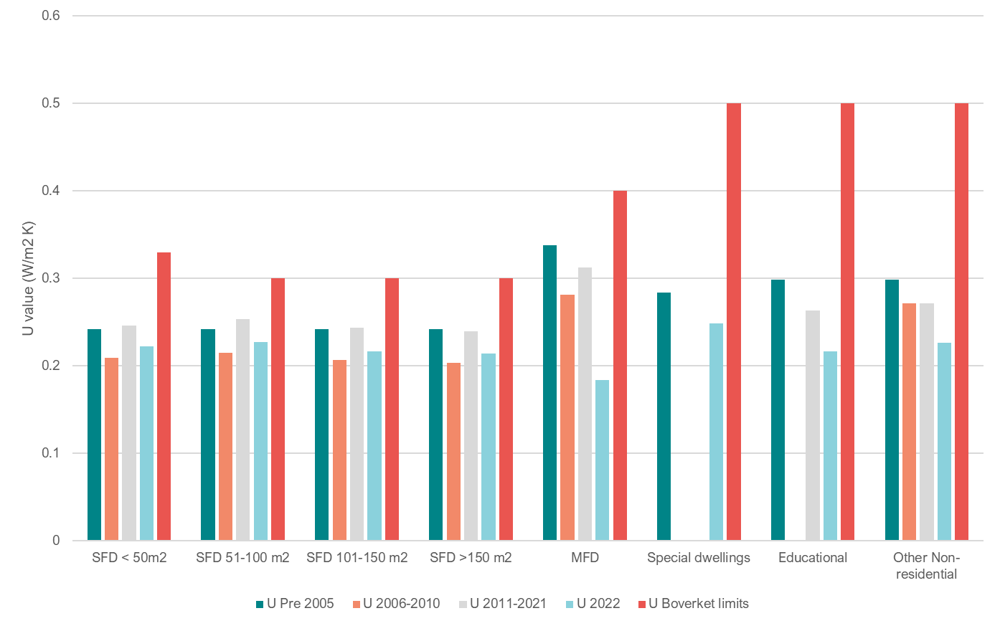 0.6
0.5
0.4
0.3
0.2
0.1
0
U value (W/m2 K)
SFD < 50m2
SFD 51-100 m2
SFD 101-150 m2
SFD >150 m2
MFD
Special dwellings
Educational
Other Non-
residential
U Pre 2005
U 2006-2010
U 2011-2021
U 2022
U Boverket limits